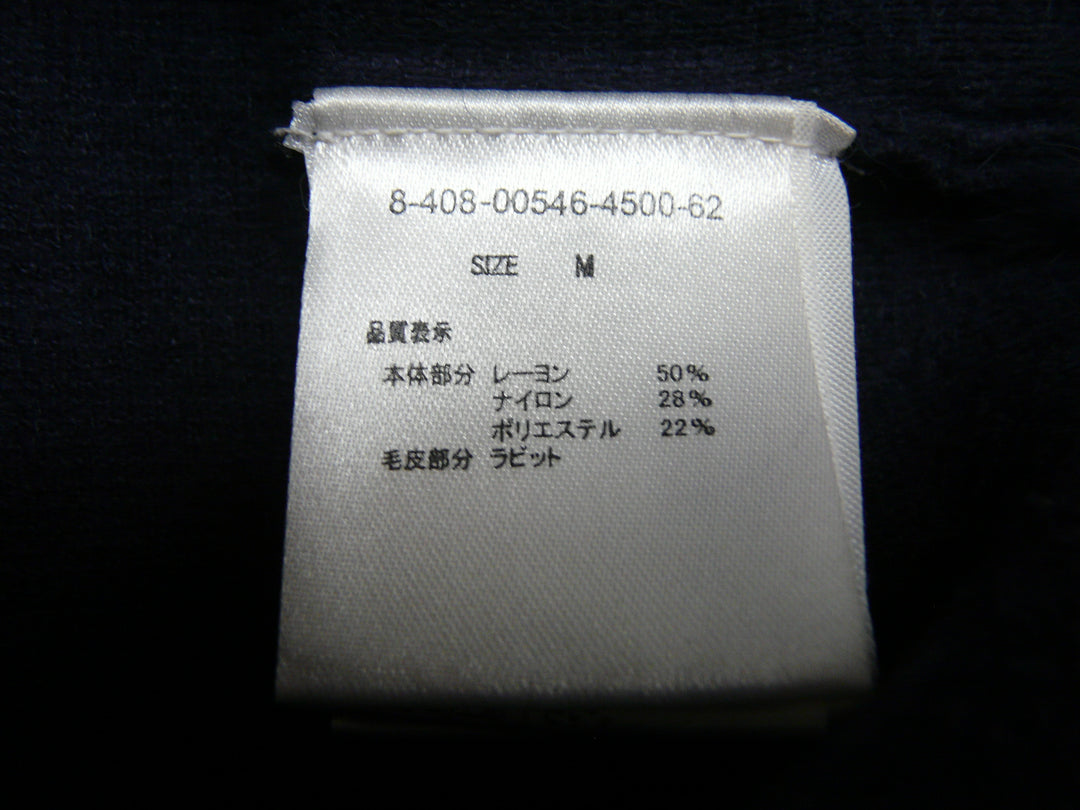 8-408-00546-4500-62
SIZE M
品質表示
本体部分 レーヨン 50%
ナイロン 28%
ポリエステル 22%
毛皮部分 ラビット